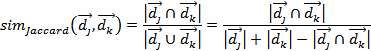 sim_Jaccard(d⃗_j, d⃗_k) = |d⃗_j ∩ d⃗_k| / |d⃗_j ∪ d⃗_k| = |d⃗_j ∩ d⃗_k| / (|d⃗_j| + |d⃗_k| − |d⃗_j ∩ d⃗_k|)